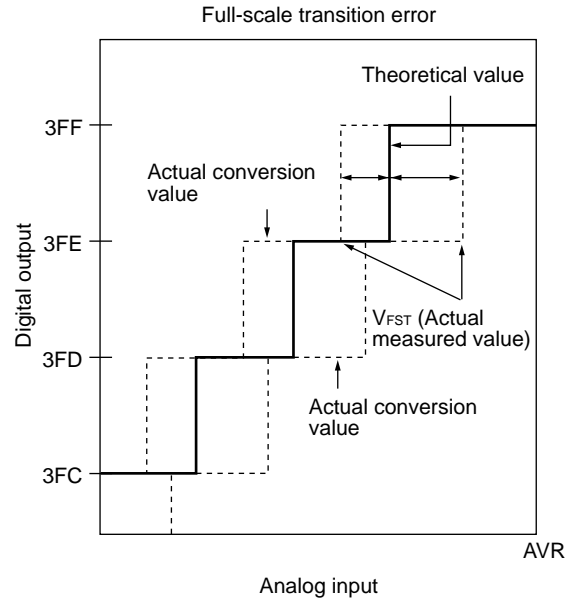 Full-scale transition error
Theoretical value
3FF
Actual conversion
value
3FE
Digital output
VFST (Actual
measured value)
3FD
Actual conversion
value
3FC
AVR
Analog input